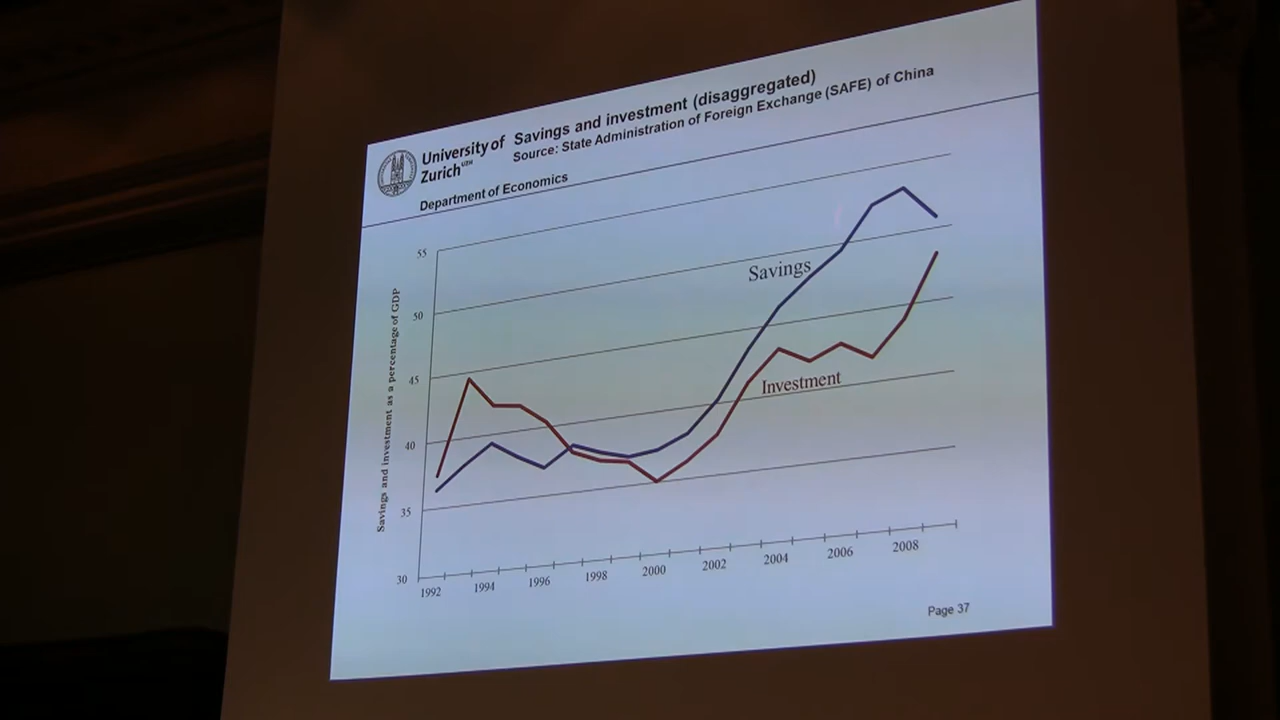 University of
Zurich UZH
Savings and investment (disaggregated)
Source: State Administration of Foreign Exchange (SAFE) of China
Department of Economics
Savings and investment as a percentage of GDP
55
50
45
40
35
30
Savings
Investment
1992 1994 1996 1998 2000 2002 2004 2006 2008
Page 37